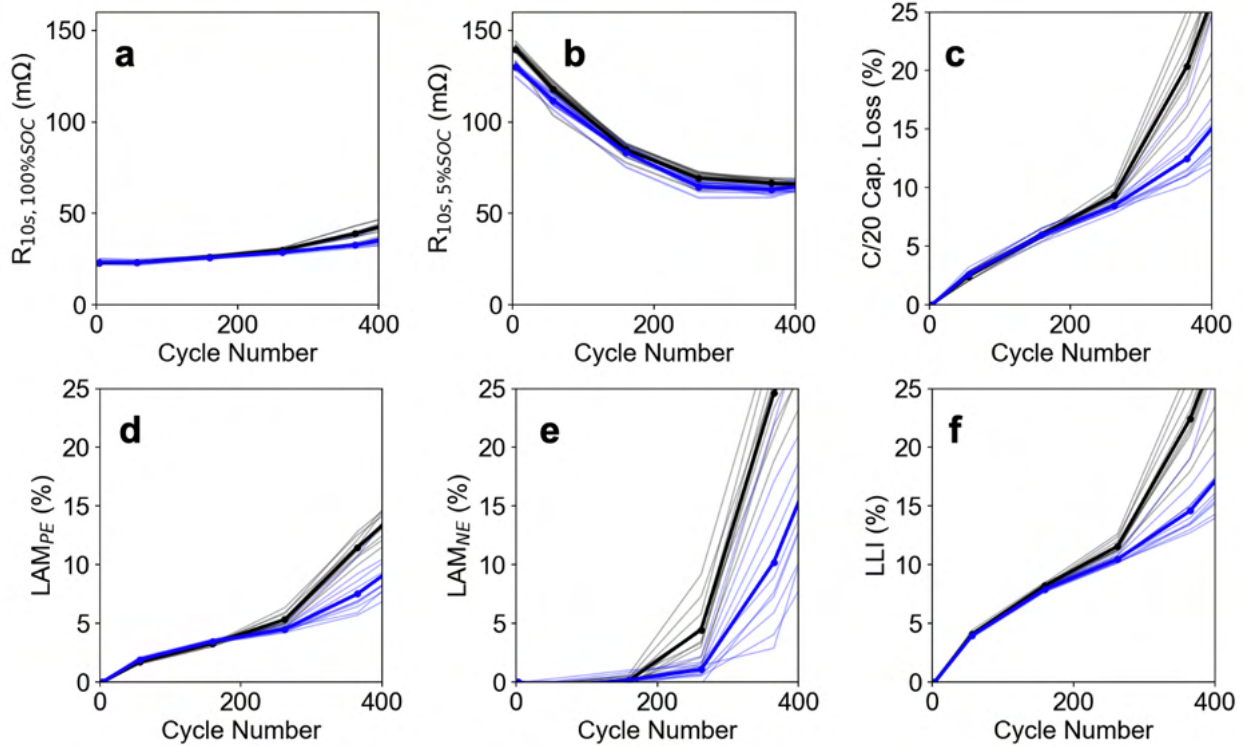 a
R10s, 100%SOC (mΩ)
150
100
50
0
0 200 400
Cycle Number
b
R10s, 5%SOC (mΩ)
150
100
50
0
0 200 400
Cycle Number
c
C/20 Cap. Loss (%)
25
20
15
10
5
0
0 200 400
Cycle Number
d
LAMPE (%)
25
20
15
10
5
0
0 200 400
Cycle Number
e
LAMNE (%)
25
20
15
10
5
0
0 200 400
Cycle Number
f
LLI (%)
25
20
15
10
5
0
0 200 400
Cycle Number